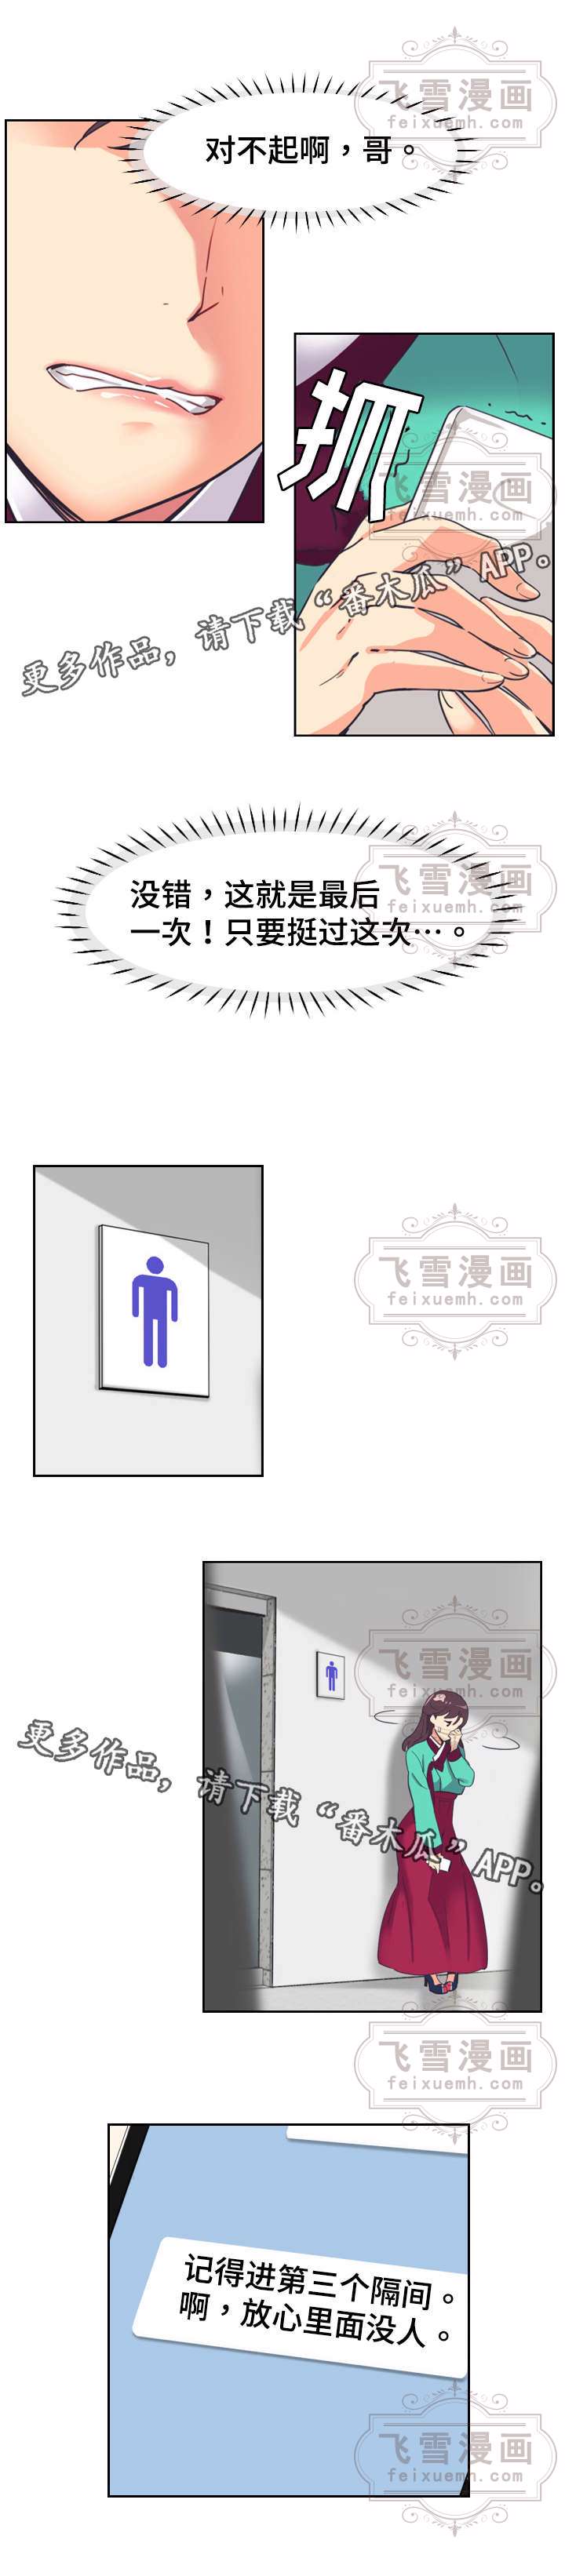 飞雪漫画
feixuemh.com
对不起啊，哥。
抓
飞雪漫画
feixuemh.com
更多作品，请下载“番木瓜”APP。
飞雪漫画
feixuemh.com
没错，这就是最后
一次！只要挺过这次…。
飞雪漫画
feixuemh.com
飞雪漫画
feixuemh.com
更多作品，请下载“番木瓜”APP。
飞雪漫画
feixuemh.com
记得进第三个隔间。
啊，放心里面没人。
飞雪漫画
feixuemh.com